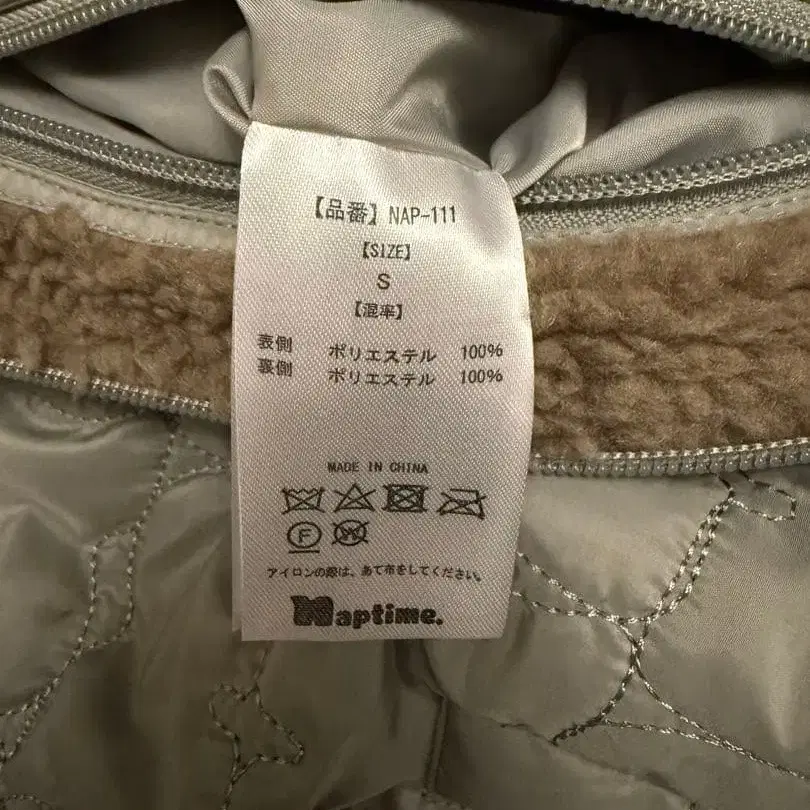 【品番】NAP-111
【SIZE】
S
【混率】
表側 ポリエステル 100%
裏側 ポリエステル 100%
MADE IN CHINA
F W
アイロンの際は、あて布をしてください。
Naptime.